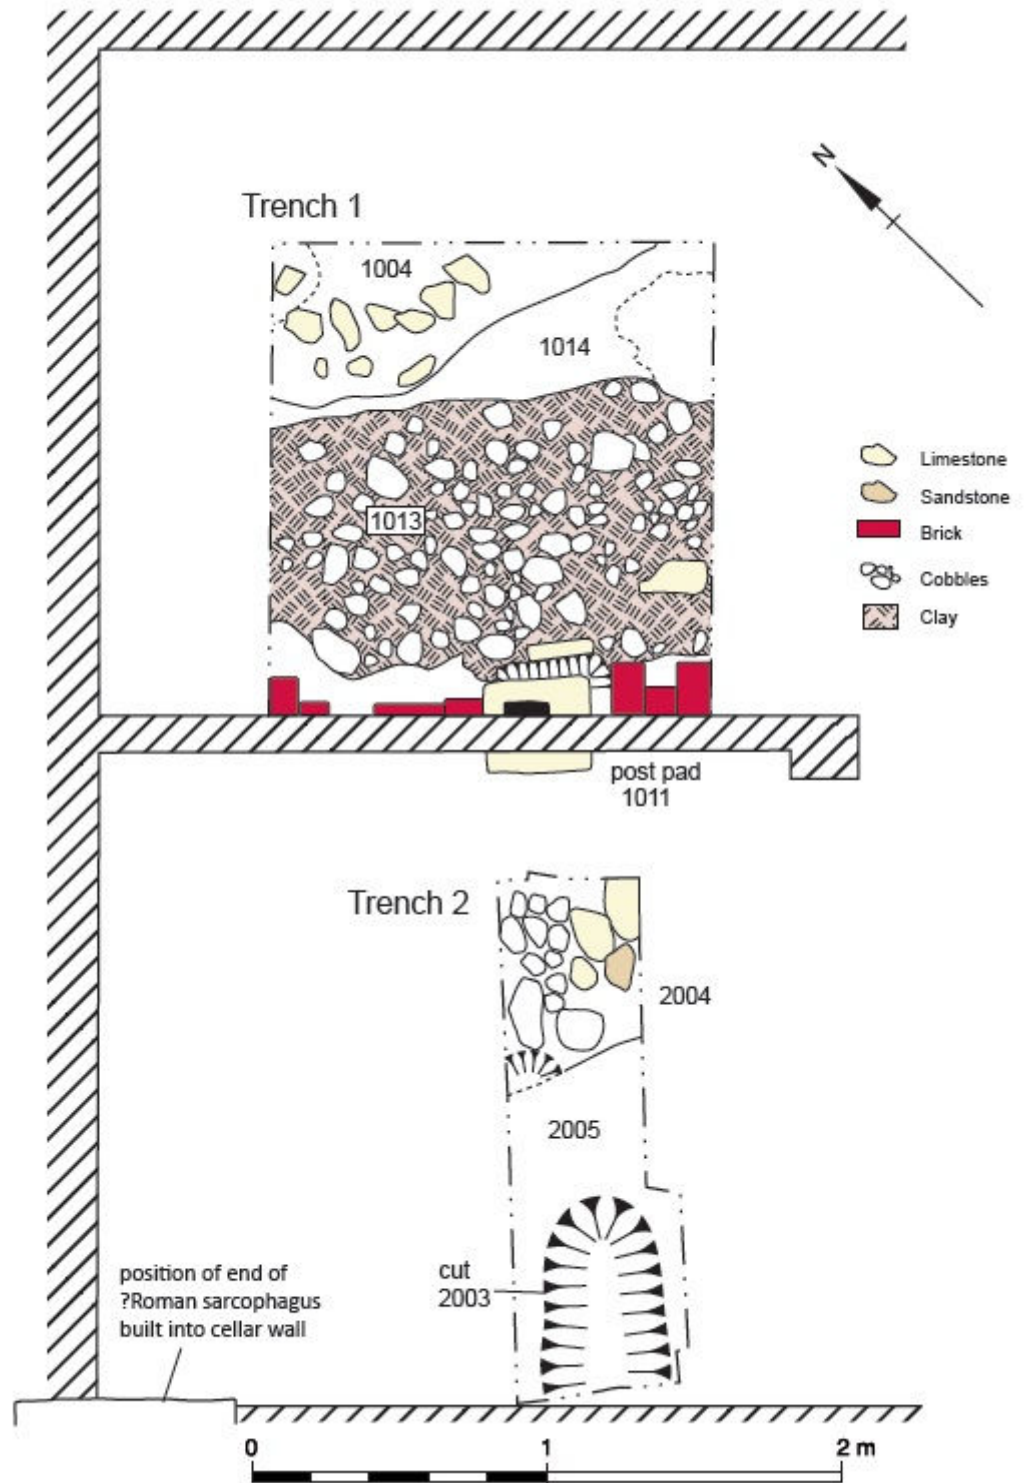 N
Trench 1
1004
1014
1013
Limestone
Sandstone
Brick
Cobbles
Clay
post pad
1011
Trench 2
2004
2005
cut
2003
position of end of
?Roman sarcophagus
built into cellar wall
0 1 2 m